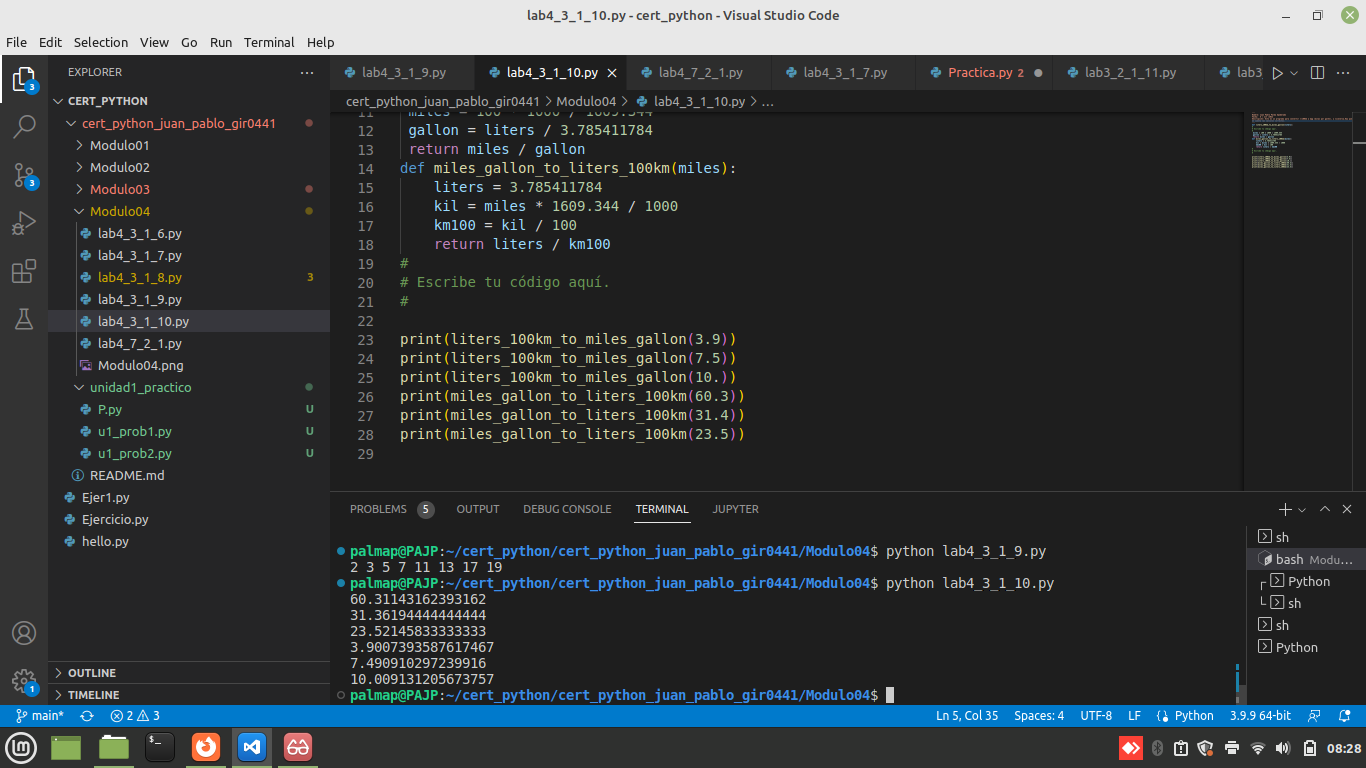 lab4_3_1_10.py - cert_python - Visual Studio Code
File Edit Selection View Go Run Terminal Help
EXPLORER
CERT_PYTHON
cert_python_juan_pablo_gir0441
Modulo01
Modulo02
Modulo03
Modulo04
lab4_3_1_6.py
lab4_3_1_7.py
lab4_3_1_8.py 3
lab4_3_1_9.py
lab4_3_1_10.py
lab4_7_2_1.py
Modulo04.png
unidad1_practico
P.py U
u1_prob1.py U
u1_prob2.py U
README.md
Ejer1.py
Ejercicio.py
hello.py
OUTLINE
TIMELINE
3
3
1
lab4_3_1_9.py lab4_3_1_10.py lab4_7_2_1.py lab4_3_1_7.py Practica.py 2 lab3_2_1_11.py lab3
cert_python_juan_pablo_gir0441 > Modulo04 > lab4_3_1_10.py > ...
11 miles = 100 * 1000 / 1609.344
12 gallon = liters / 3.785411784
13 return miles / gallon
14 def miles_gallon_to_liters_100km(miles):
15 liters = 3.785411784
16 kil = miles * 1609.344 / 1000
17 km100 = kil / 100
18 return liters / km100
19 #
20 # Escribe tu código aquí.
21 #
22
23 print(liters_100km_to_miles_gallon(3.9))
24 print(liters_100km_to_miles_gallon(7.5))
25 print(liters_100km_to_miles_gallon(10.))
26 print(miles_gallon_to_liters_100km(60.3))
27 print(miles_gallon_to_liters_100km(31.4))
28 print(miles_gallon_to_liters_100km(23.5))
29
PROBLEMS 5 OUTPUT DEBUG CONSOLE TERMINAL JUPYTER
palmap@PAJP:~/cert_python/cert_python_juan_pablo_gir0441/Modulo04$ python lab4_3_1_9.py
2 3 5 7 11 13 17 19
palmap@PAJP:~/cert_python/cert_python_juan_pablo_gir0441/Modulo04$ python lab4_3_1_10.py
60.31143162393162
31.36194444444444
23.52145833333333
3.9007393587617467
7.490910297239916
10.009131205673757
palmap@PAJP:~/cert_python/cert_python_juan_pablo_gir0441/Modulo04$
sh
bash Modu...
Python
sh
sh
Python
main* 2 3 Ln 5, Col 35 Spaces: 4 UTF-8 LF Python 3.9.9 64-bit
08:28